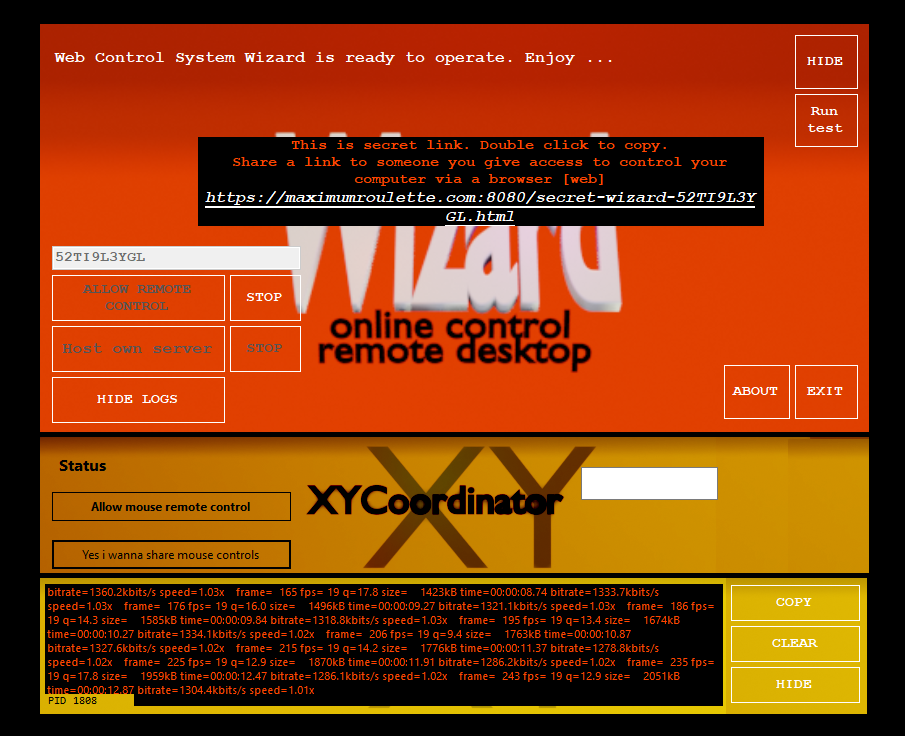 Web Control System Wizard is ready to operate. Enjoy ...
HIDE
Run
test
This is secret link. Double click to copy.
Share a link to someone you give access to control your
computer via a browser [web]
https://maximumroulette.com:8080/secret-wizard-52TI9L3Y
GL.html
Wizard
online control
remote desktop
52TI9L3YGL
ALLOW REMOTE
CONTROL
STOP
Host own server
STOP
HIDE LOGS
ABOUT
EXIT
Status
XY
XYCoordinator
Allow mouse remote control
Yes i wanna share mouse controls
bitrate=1360.2kbits/s speed=1.03x frame= 165 fps= 19 q=17.8 size= 1423kB time=00:00:08.74 bitrate=1333.7kbits/s
speed=1.03x frame= 176 fps= 19 q=16.0 size= 1496kB time=00:00:09.27 bitrate=1321.1kbits/s speed=1.03x frame= 186 fps=
19 q=14.3 size= 1585kB time=00:00:09.84 bitrate=1318.8kbits/s speed=1.03x frame= 195 fps= 19 q=13.4 size= 1674kB
time=00:00:10.27 bitrate=1334.1kbits/s speed=1.02x frame= 206 fps= 19 q=9.4 size= 1763kB time=00:00:10.87
bitrate=1327.6kbits/s speed=1.02x frame= 215 fps= 19 q=14.2 size= 1776kB time=00:00:11.37 bitrate=1278.8kbits/s
speed=1.02x frame= 225 fps= 19 q=12.9 size= 1870kB time=00:00:11.91 bitrate=1286.2kbits/s speed=1.02x frame= 235 fps=
19 q=17.8 size= 1959kB time=00:00:12.47 bitrate=1286.1kbits/s speed=1.02x frame= 243 fps= 19 q=12.9 size= 2051kB
time=00:00:12.87 bitrate=1304.4kbits/s speed=1.01x
PID 1808
COPY
CLEAR
HIDE